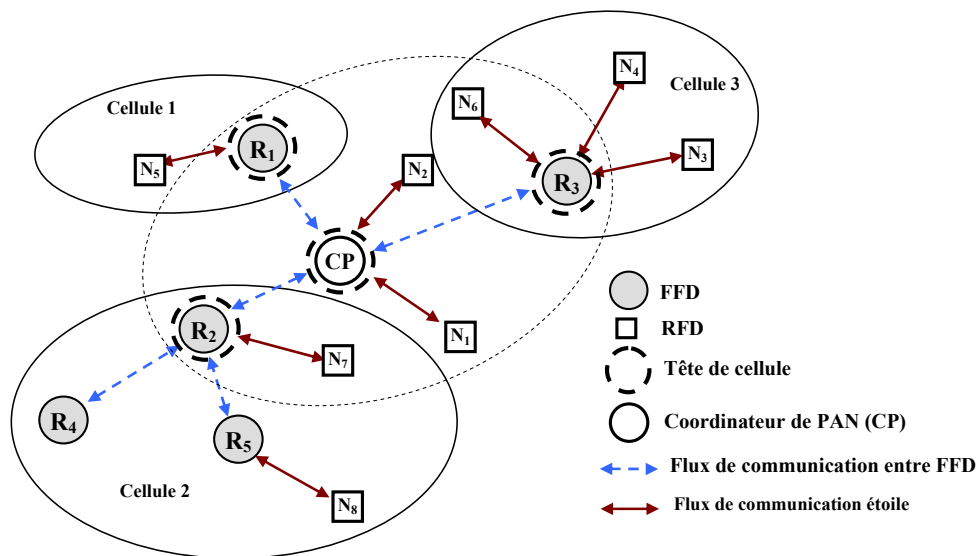 N₄
Cellule 3
Cellule 1
N₆
R₁
N₃
N₅
N₂
R₃
CP
FFD
R₂
RFD
N₁
N₇
Tête de cellule
R₄
Coordinateur de PAN (CP)
R₅
Flux de communication entre FFD
Cellule 2
N₈
Flux de communication étoile